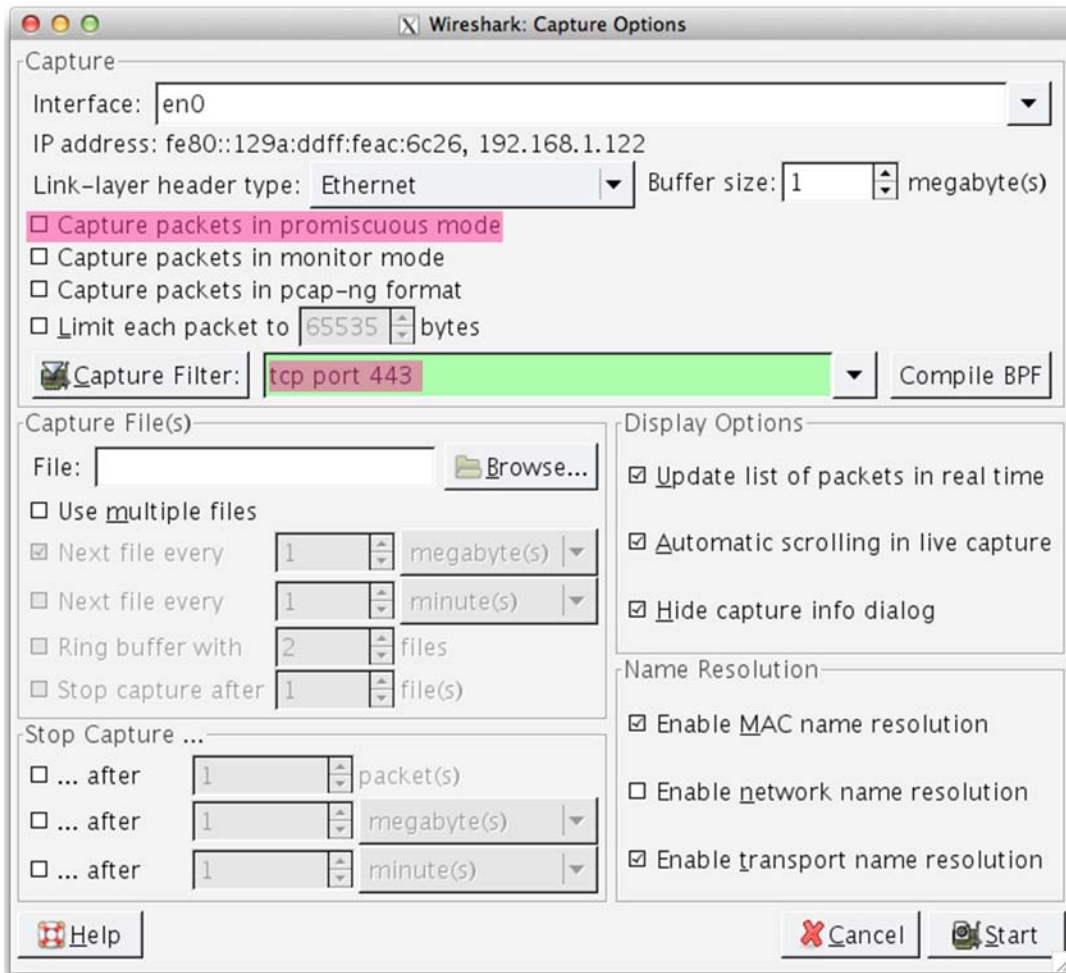 Wireshark: Capture Options
Capture
Interface: en0
IP address: fe80::129a:ddff:feac:6c26, 192.168.1.122
Link-layer header type: Ethernet Buffer size: 1 megabyte(s)
Capture packets in promiscuous mode
Capture packets in monitor mode
Capture packets in pcap-ng format
Limit each packet to 65535 bytes
Capture Filter: tcp port 443 Compile BPF
Capture File(s)
File: Browse...
Use multiple files
Next file every 1 megabyte(s)
Next file every 1 minute(s)
Ring buffer with 2 files
Stop capture after 1 file(s)
Stop Capture ...
... after 1 packet(s)
... after 1 megabyte(s)
... after 1 minute(s)
Display Options
Update list of packets in real time
Automatic scrolling in live capture
Hide capture info dialog
Name Resolution
Enable MAC name resolution
Enable network name resolution
Enable transport name resolution
Help Cancel Start